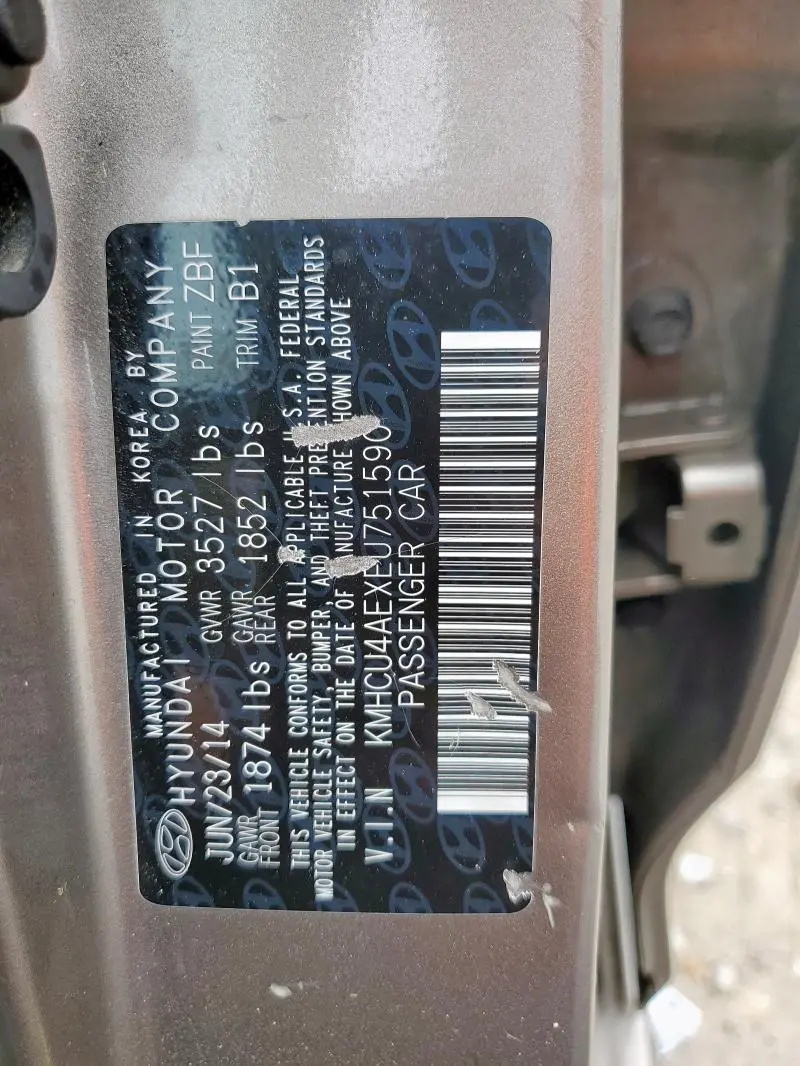 MANUFACTURED IN KOREA BY
HYUNDAI MOTOR COMPANY
JUN/23/14 GVWR 3527 lbs PAINT ZBF
GAWR FRONT 1874 lbs GAWR REAR 1852 lbs TRIM B1
THIS VEHICLE CONFORMS TO ALL APPLICABLE U.S.A. FEDERAL
MOTOR VEHICLE SAFETY, BUMPER, AND THEFT PREVENTION STANDARDS
IN EFFECT ON THE DATE OF MANUFACTURE SHOWN ABOVE
V.I.N KMHCU4AEXEU751590
PASSENGER CAR